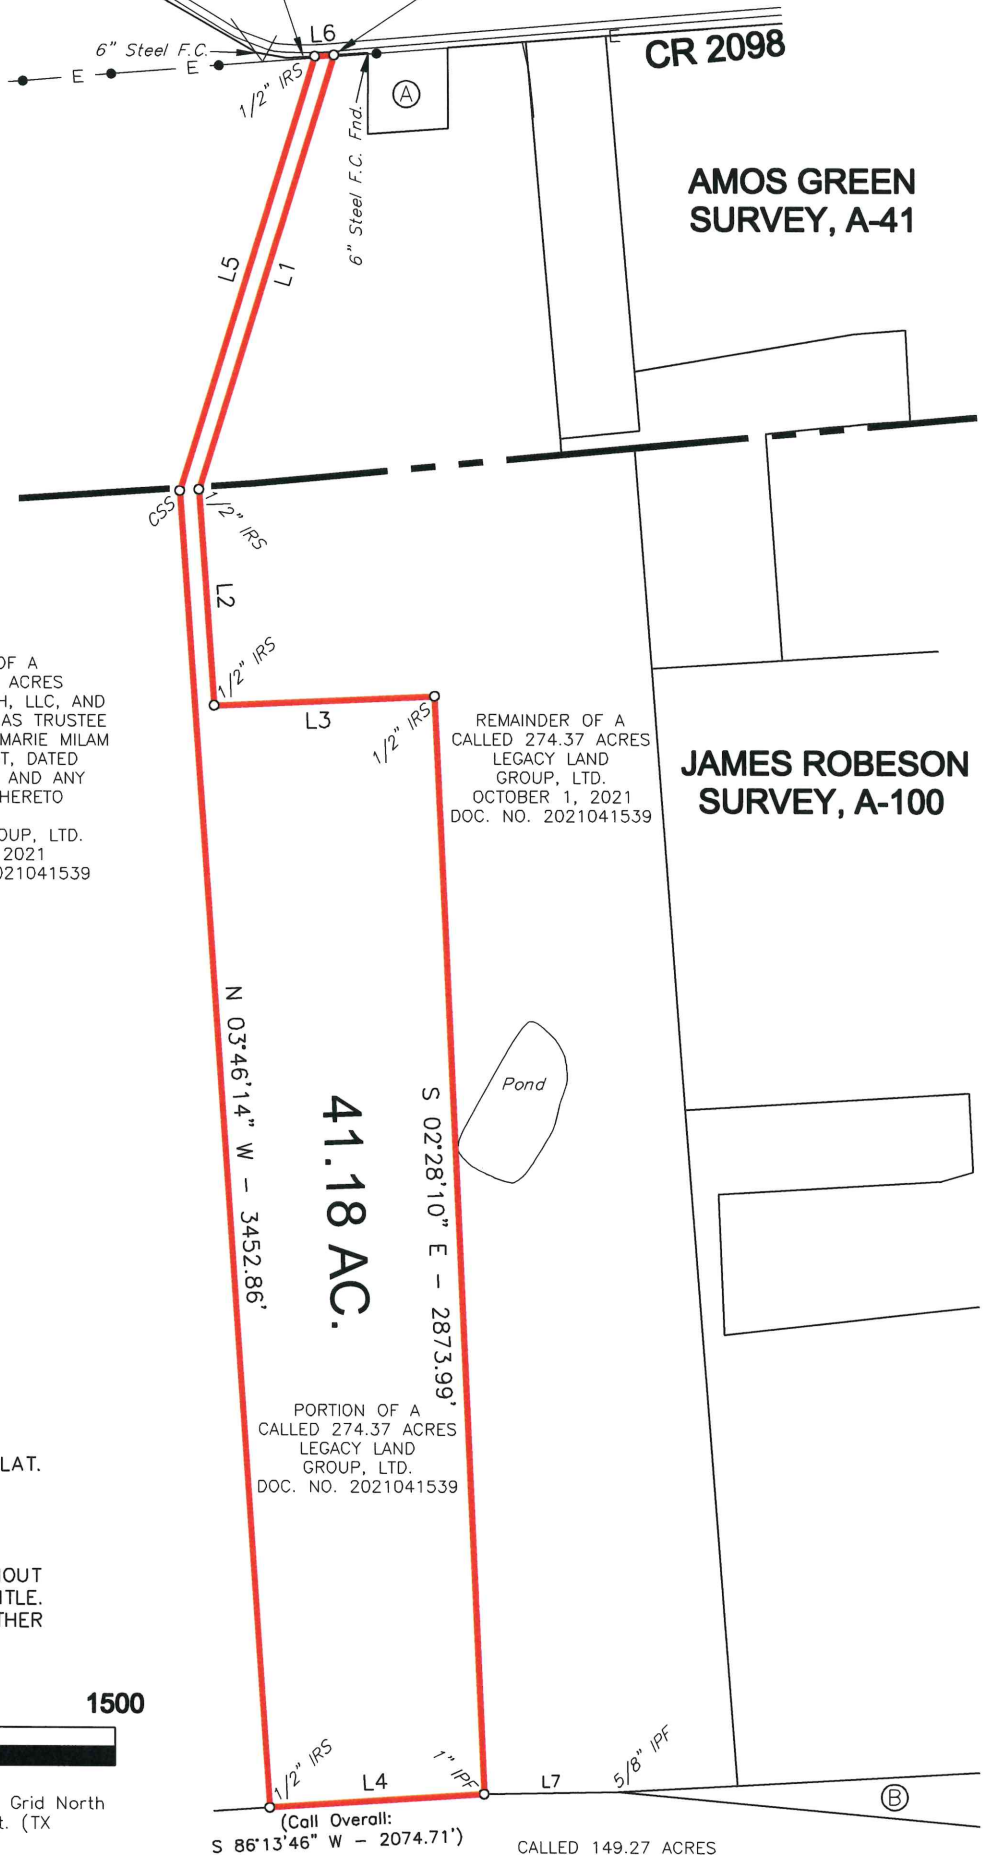 L6
6" Steel F.C.
E
E
E
CR 2098
1/2" IRS
A
6" Steel F.C. Fnd.
AMOS GREEN
SURVEY, A-41
L5
L1
CSS
1/2" IRS
L2
1/2" IRS
OF A
ACRES
H, LLC, AND
AS TRUSTEE
MARIE MILAM
T, DATED
AND ANY
HERETO
OUP, LTD.
2021
021041539
L3
1/2" IRS
REMAINDER OF A
CALLED 274.37 ACRES
LEGACY LAND
GROUP, LTD.
OCTOBER 1, 2021
DOC. NO. 2021041539
JAMES ROBESON
SURVEY, A-100
N 03°46'14" W - 3452.86'
41.18 AC.
S 02°28'10" E - 2873.99'
Pond
PORTION OF A
CALLED 274.37 ACRES
LEGACY LAND
GROUP, LTD.
DOC. NO. 2021041539
LAT.
OUT
ITLE.
THER
1500
Grid North
t. (TX
1/2" IRS
L4
1" IPF
L7
5/8" IPF
B
(Call Overall:
S 86°13'46" W - 2074.71')
CALLED 149.27 ACRES